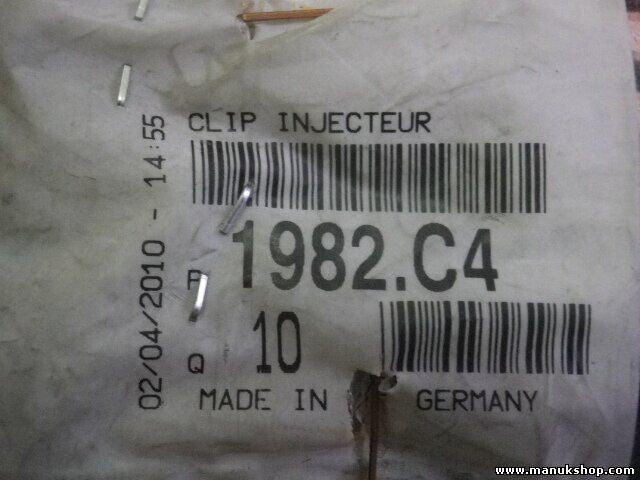 CLIP INJECTEUR
02/04/2010 - 14:55
P 1982.C4
Q 10
MADE IN GERMANY
www.manukshop.com